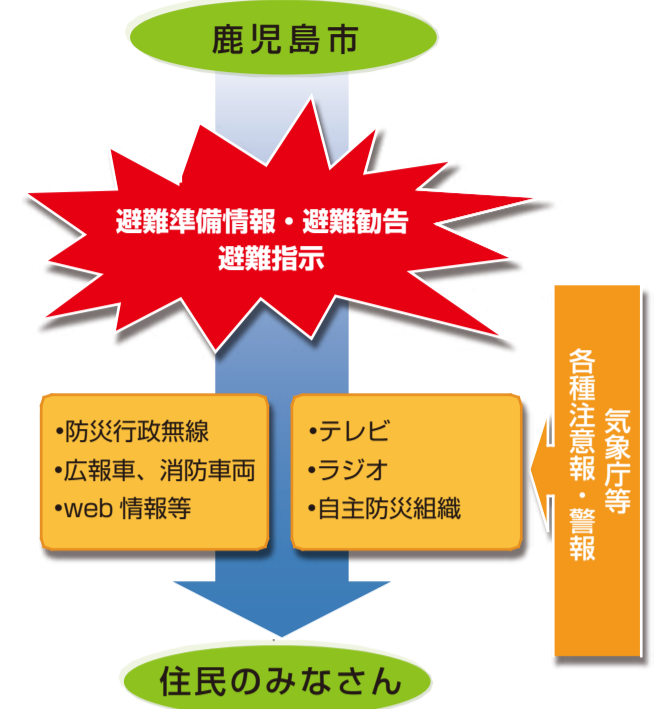 鹿児島市
避難準備情報・避難勧告
避難指示
•防災行政無線
•広報車、消防車両
•web 情報等
•テレビ
•ラジオ
•自主防災組織
気象庁等
各種注意報・警報
住民のみなさん